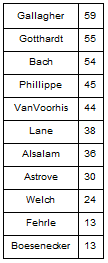 Gallagher 59
Gotthardt 55
Bach 54
Phillippe 45
VanVoorhis 44
Lane 38
Alsalam 36
Astrove 30
Welch 24
Fehrle 13
Boesenecker 13